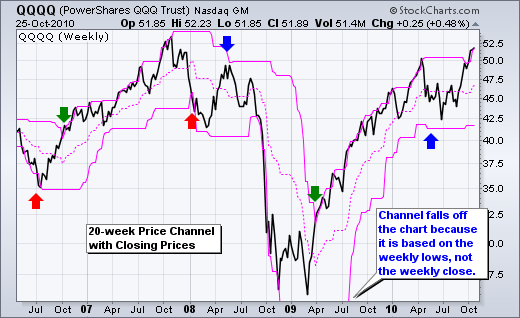 QQQQ (PowerShares QQQ Trust) Nasdaq GM © StockCharts.com
25-Oct-2010 Op 51.85 Hi 52.23 Lo 51.85 Cl 51.89 Vol 51.4M Chg +0.25 (+0.48%)
QQQQ (Weekly)
52.5
50.0
47.5
45.0
42.5
40.0
37.5
35.0
32.5
30.0
27.5
20-week Price Channel
with Closing Prices
Channel falls off
the chart because
it is based on the
weekly lows, not
the weekly close.
Jul Oct 07 Apr Jul Oct 08 Apr Jul Oct 09 Apr Jul Oct 10 Apr Jul Oct